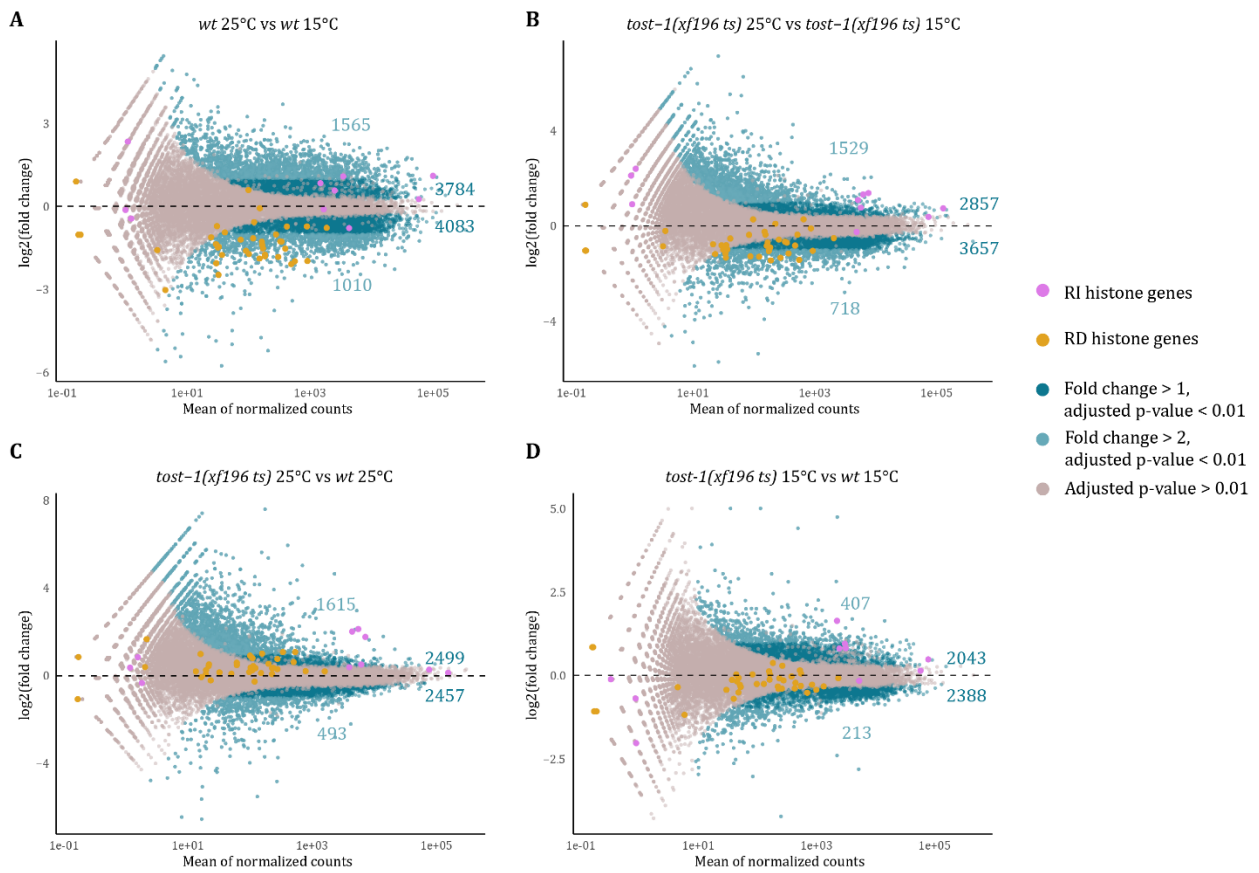 A
wt 25°C vs wt 15°C
log2(fold change)
3
0
−3
−6
1565
3784
4083
1010
1e-01
1e+01
1e+03
1e+05
Mean of normalized counts
B
tost−1(xf196 ts) 25°C vs tost−1(xf196 ts) 15°C
log2(fold change)
4
0
−4
1529
2857
3657
718
1e-01
1e+01
1e+03
1e+05
Mean of normalized counts
RI histone genes
RD histone genes
Fold change > 1,
adjusted p-value < 0.01
Fold change > 2,
adjusted p-value < 0.01
Adjusted p-value > 0.01
C
tost−1(xf196 ts) 25°C vs wt 25°C
log2(fold change)
8
4
0
−4
1615
2499
2457
493
1e-01
1e+01
1e+03
1e+05
Mean of normalized counts
D
tost-1(xf196 ts) 15°C vs wt 15°C
log2(fold change)
5.0
2.5
0.0
−2.5
407
2043
2388
213
1e-01
1e+01
1e+03
1e+05
Mean of normalized counts